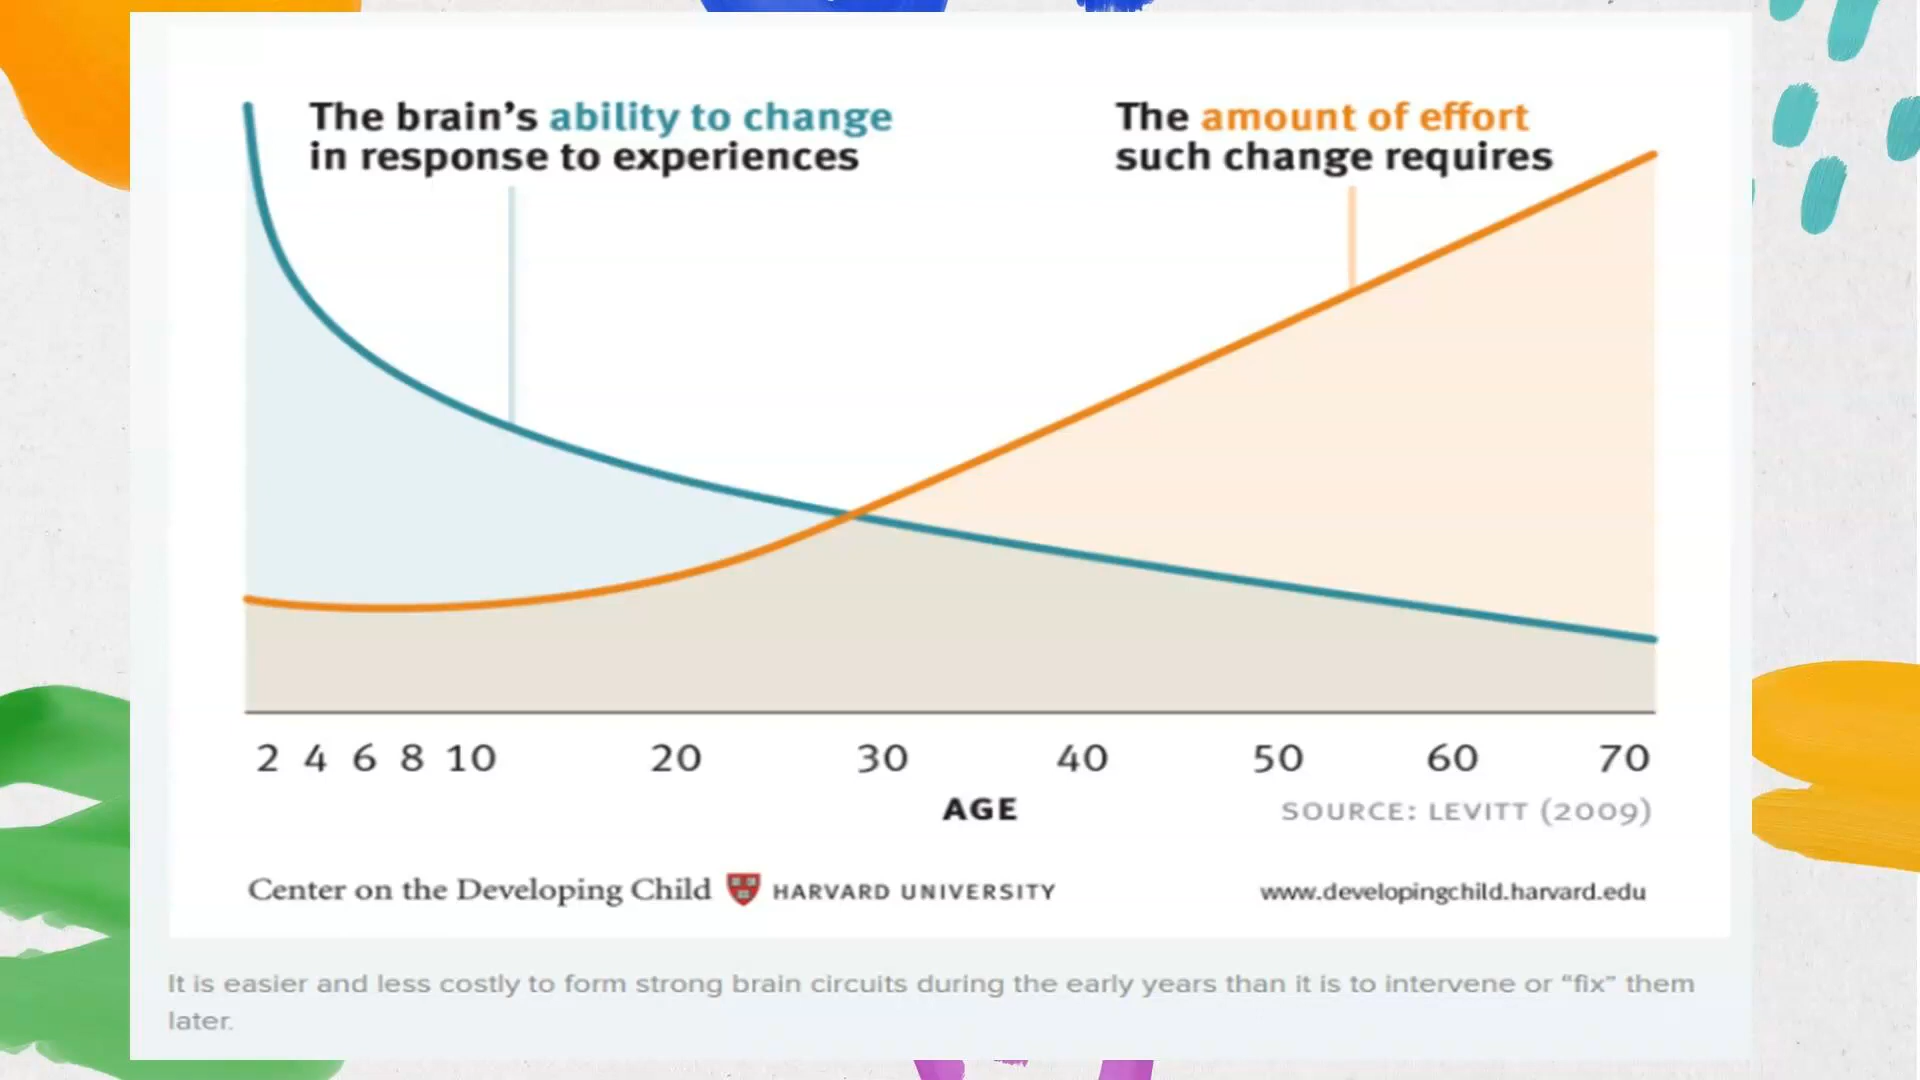 The brain's ability to change
in response to experiences
The amount of effort
such change requires
2 4 6 8 10 20 30 40 50 60 70
AGE
SOURCE: LEVITT (2009)
Center on the Developing Child HARVARD UNIVERSITY
www.developingchild.harvard.edu
It is easier and less costly to form strong brain circuits during the early years than it is to intervene or “fix” them
later.